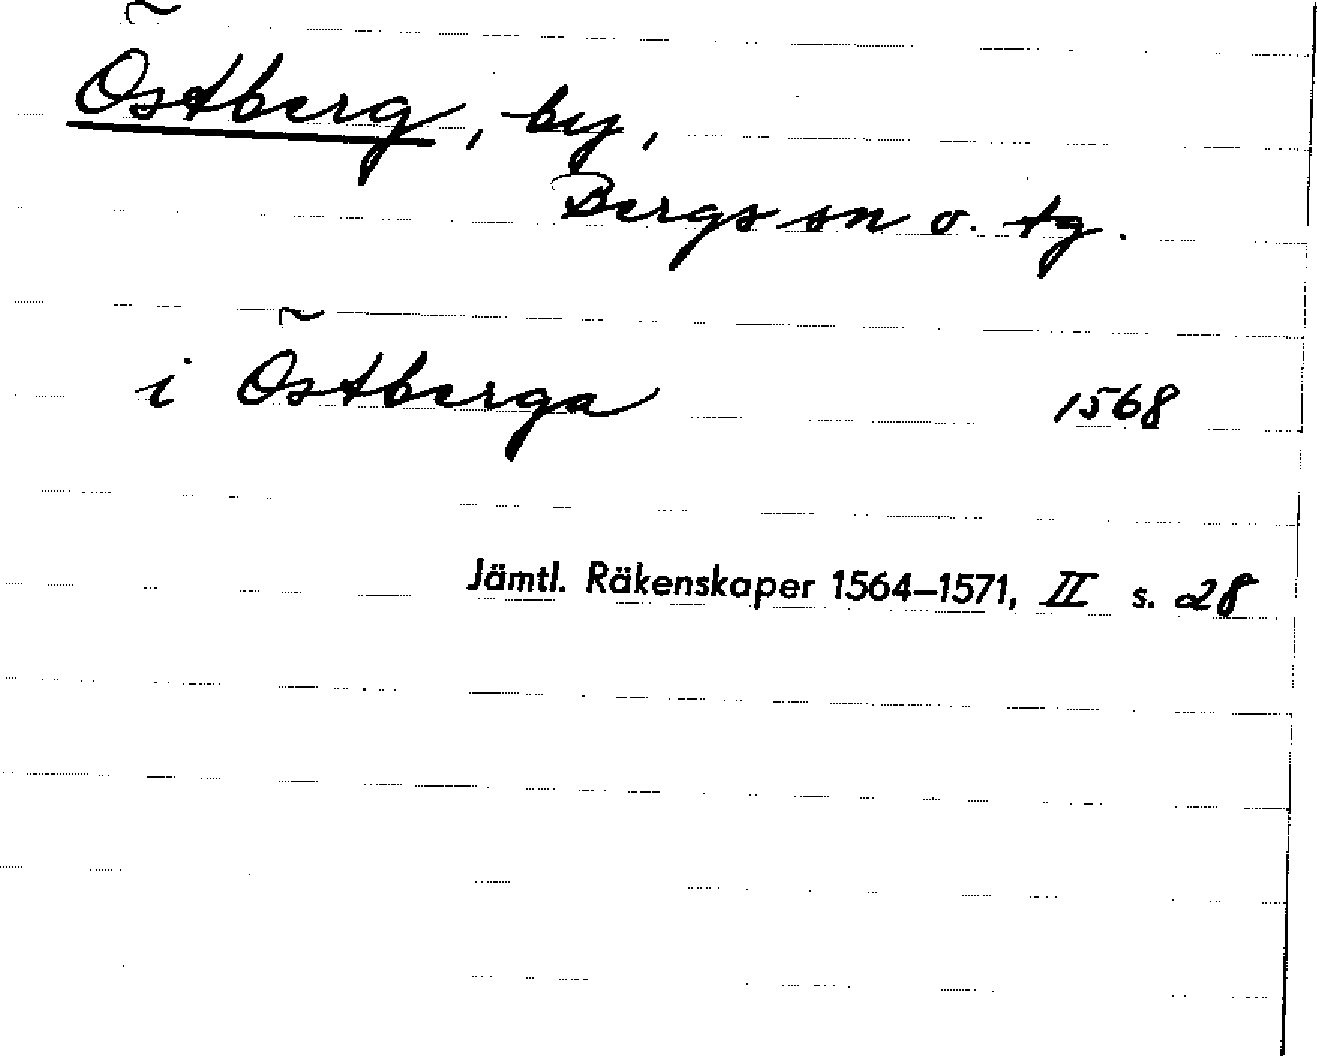 Östberg, by,
Bergs sn o. tg.
i Östberga 1568
Jämtl. Räkenskaper 1564–1571, II s. 28